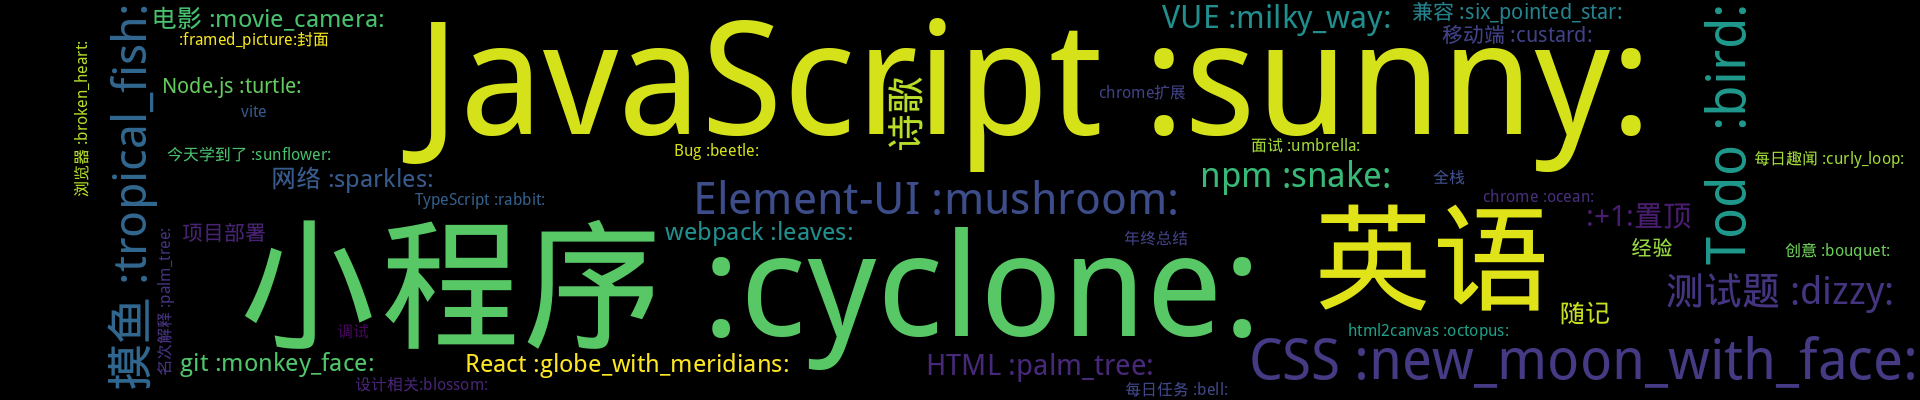 电影 :movie_camera:
:framed_picture:封面
浏览器 :broken_heart:
摸鱼 :tropical_fish:
Node.js :turtle:
vite
今天学到了 :sunflower:
网络 :sparkles:
TypeScript :rabbit:
JavaScript :sunny:
诗歌
Bug :beetle:
chrome扩展
VUE :milky_way:
兼容 :six_pointed_star:
移动端 :custard:
Todo :bird:
面试 :umbrella:
每日趣闻 :curly_loop:
npm :snake:
全栈
Element-UI :mushroom:
chrome :ocean:
:+1:置顶
项目部署
名次解释 :palm_tree:
小程序 :cyclone:
webpack :leaves:
年终总结
英语
经验
创意 :bouquet:
测试题 :dizzy:
随记
调试
html2canvas :octopus:
git :monkey_face:
React :globe_with_meridians:
HTML :palm_tree:
CSS :new_moon_with_face:
设计相关:blossom:
每日任务 :bell: